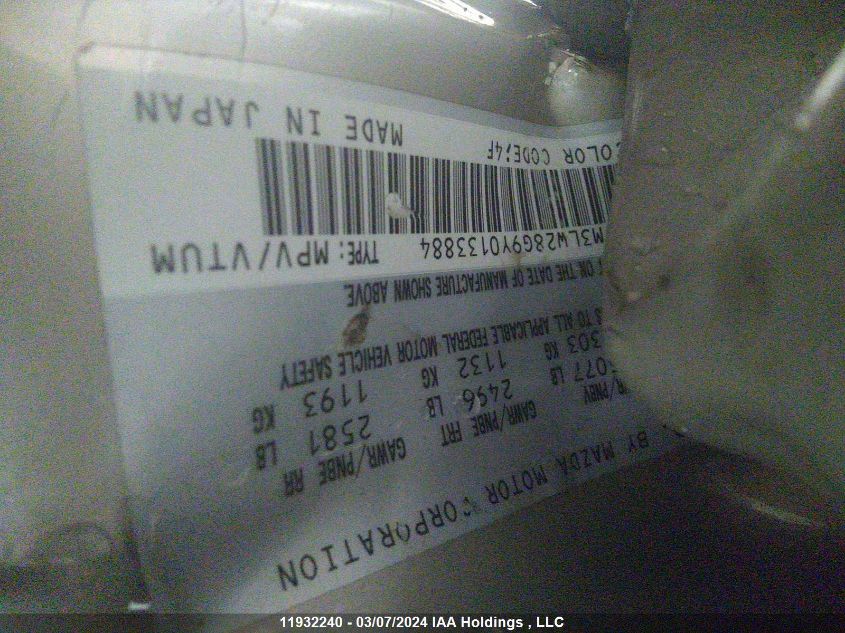 BY MAZDA MOTOR CORPORATION
/PNBV GAWR/PNBE FRT GAWR/PNBE RR
077 LB 2496 LB 2581 LB
303 KG 1132 KG 1193 KG
TO ALL APPLICABLE FEDERAL MOTOR VEHICLE SAFETY
ON THE DATE OF MANUFACTURE SHOWN ABOVE
M3LW28G9Y0133884 TYPE: MPV/VTUM
OLOR CODE:4F MADE IN JAPAN
11932240 - 03/07/2024 IAA Holdings , LLC